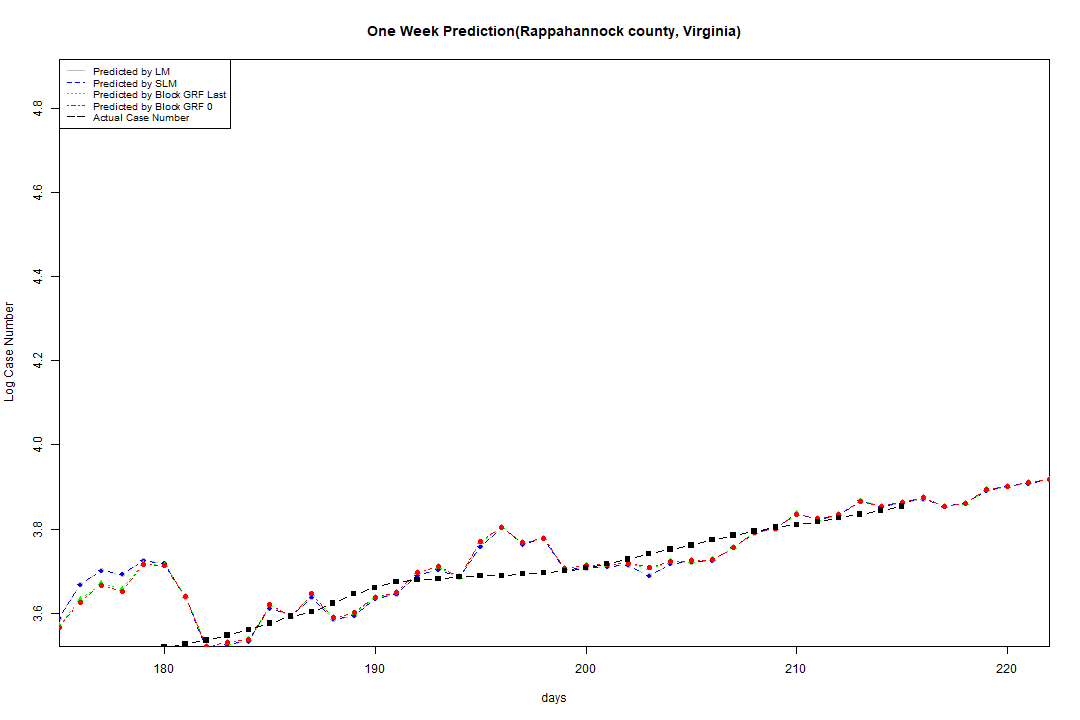 One Week Prediction(Rappahannock county, Virginia)
Predicted by LM
Predicted by SLM
Predicted by Block GRF Last
Predicted by Block GRF 0
Actual Case Number
Log Case Number
4.8
4.6
4.4
4.2
4.0
3.8
3.6
180 190 200 210 220
days